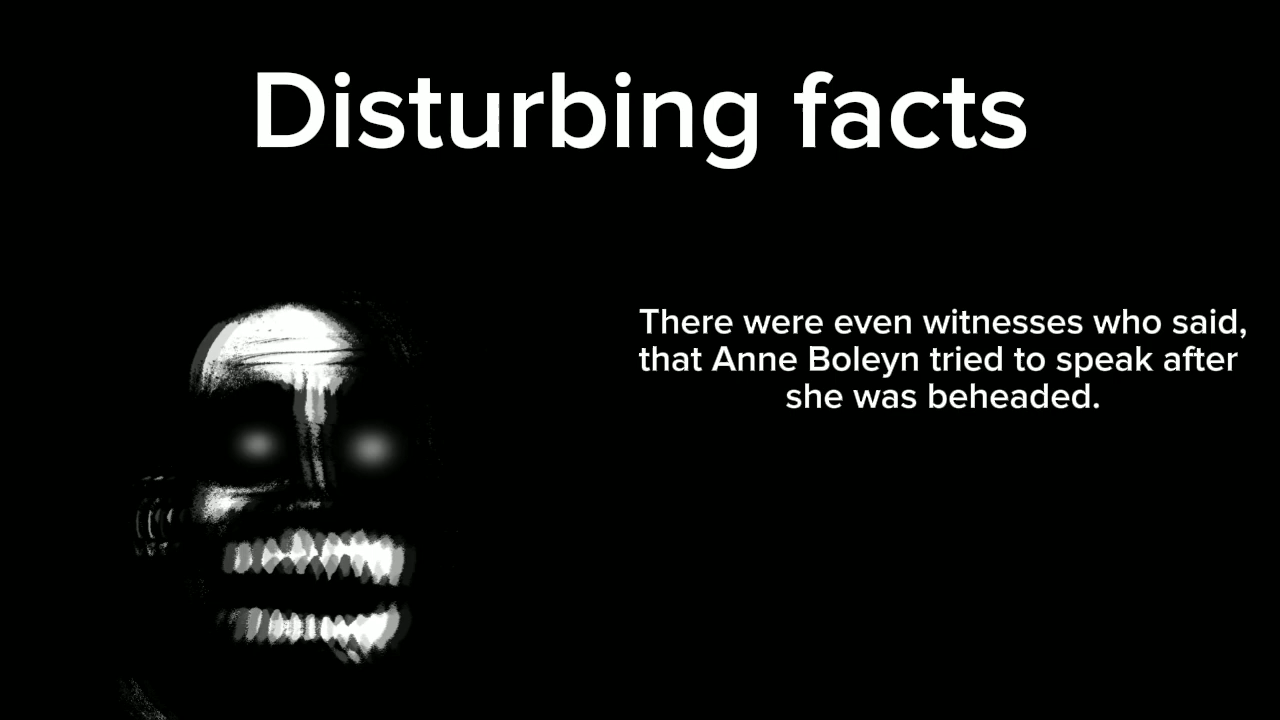 Disturbing facts
There were even witnesses who said,
that Anne Boleyn tried to speak after
she was beheaded.